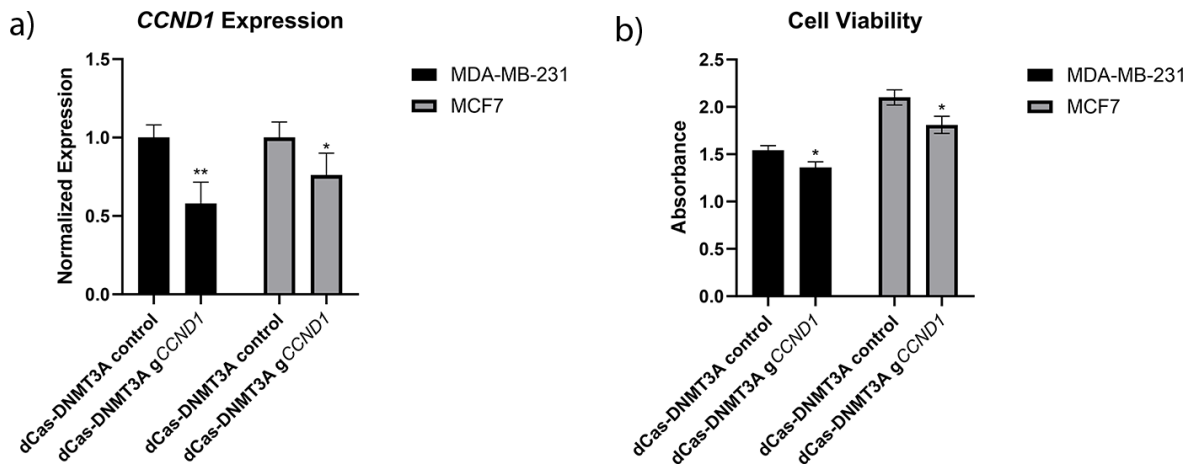 a)
CCND1 Expression
Normalized Expression
1.5
1.0
0.5
0.0
**
*
MDA-MB-231
MCF7
dCas-DNMT3A control
dCas-DNMT3A gCCND1
dCas-DNMT3A control
dCas-DNMT3A gCCND1
b)
Cell Viability
Absorbance
2.5
2.0
1.5
1.0
0.5
0.0
*
*
MDA-MB-231
MCF7
dCas-DNMT3A control
dCas-DNMT3A gCCND1
dCas-DNMT3A control
dCas-DNMT3A gCCND1